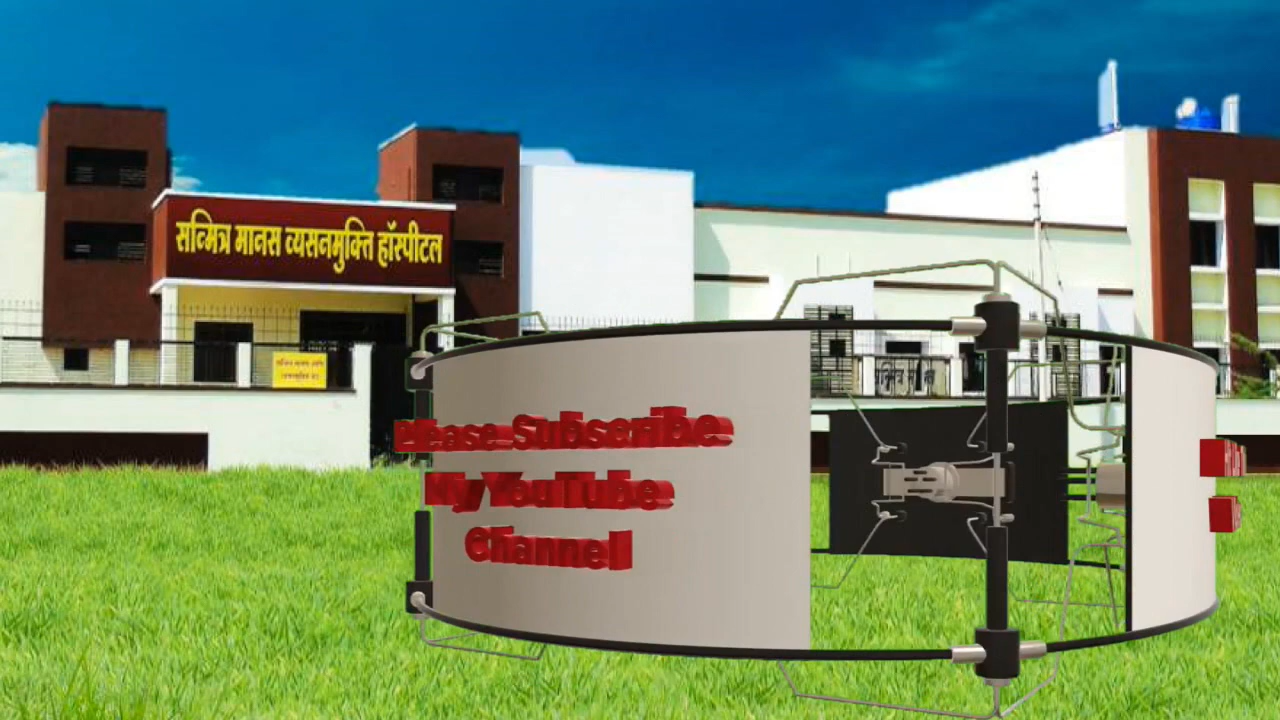 सन्मित्र मानस व्यसनमुक्ति हॉस्पीटल
Please Subscribe
My YouTube
Channel